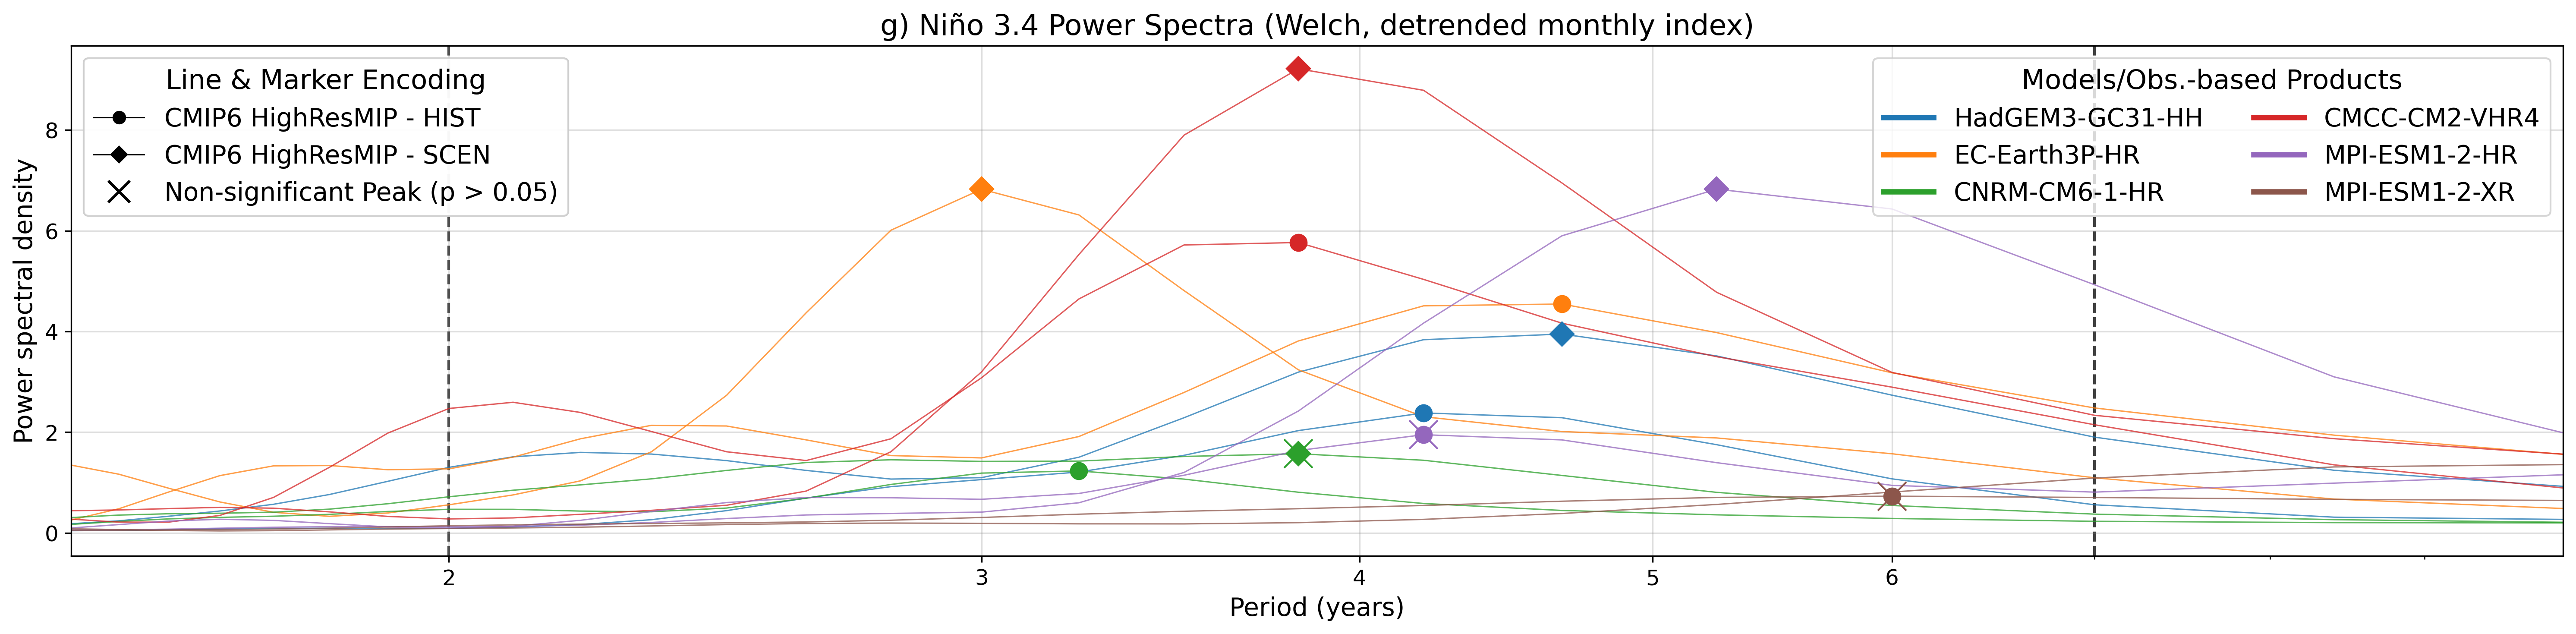 g) Niño 3.4 Power Spectra (Welch, detrended monthly index)
Line & Marker Encoding
CMIP6 HighResMIP - HIST
CMIP6 HighResMIP - SCEN
Non-significant Peak (p > 0.05)
Models/Obs.-based Products
HadGEM3-GC31-HH
EC-Earth3P-HR
CNRM-CM6-1-HR
CMCC-CM2-VHR4
MPI-ESM1-2-HR
MPI-ESM1-2-XR
Power spectral density
8
6
4
2
0
2
3
4
5
6
Period (years)